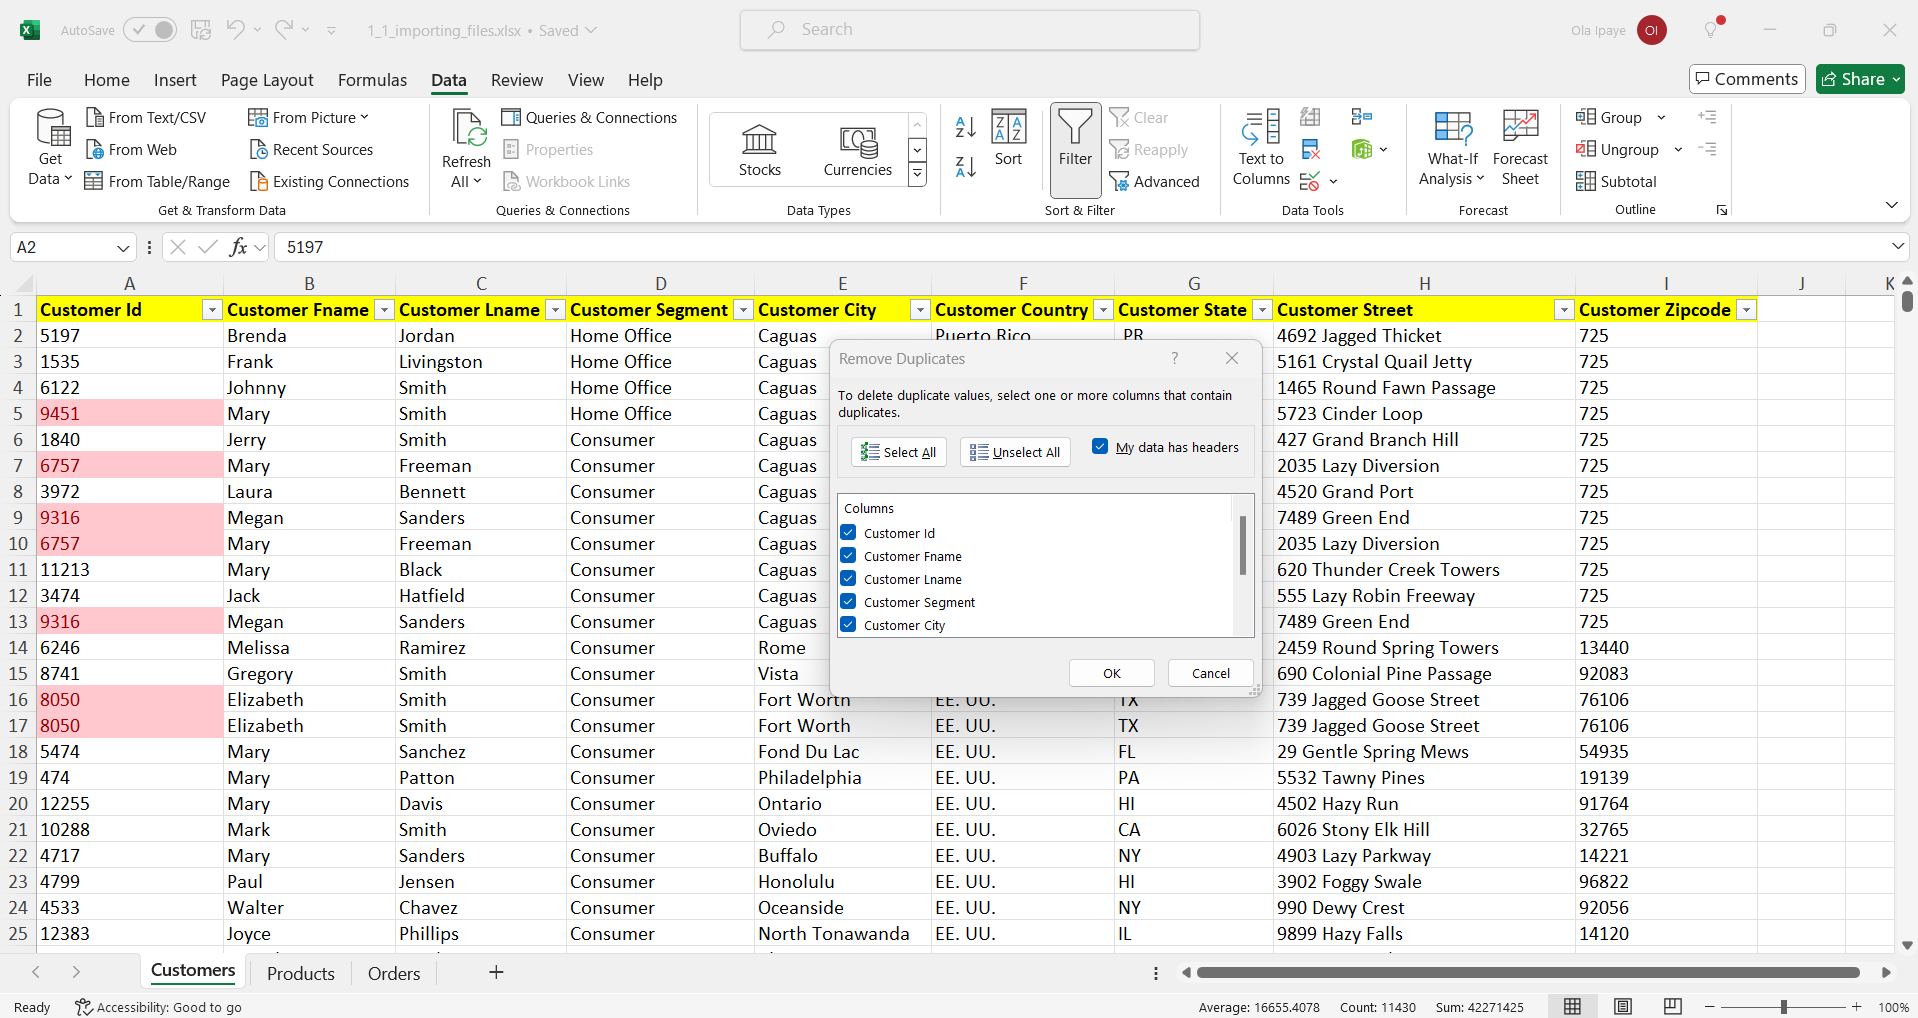 AutoSave
1_1_importing_files.xlsx • Saved
Search
Ola Ipaye
OI
File Home Insert Page Layout Formulas Data Review View Help
Comments
Share
Get Data
From Text/CSV
From Web
From Table/Range
From Picture
Recent Sources
Existing Connections
Get & Transform Data
Refresh All
Queries & Connections
Properties
Workbook Links
Queries & Connections
Stocks
Currencies
Data Types
Sort
Filter
Clear
Reapply
Advanced
Sort & Filter
Text to Columns
Data Tools
What-If Analysis
Forecast Sheet
Forecast
Group
Ungroup
Subtotal
Outline
A2
fx
5197
A B C D E F G H I J K
1 Customer Id Customer Fname Customer Lname Customer Segment Customer City Customer Country Customer State Customer Street Customer Zipcode
2 5197 Brenda Jordan Home Office Caguas Puerto Rico PR 4692 Jagged Thicket 725
3 1535 Frank Livingston Home Office Caguas 5161 Crystal Quail Jetty 725
4 6122 Johnny Smith Home Office Caguas 1465 Round Fawn Passage 725
5 9451 Mary Smith Home Office Caguas 5723 Cinder Loop 725
6 1840 Jerry Smith Consumer Caguas 427 Grand Branch Hill 725
7 6757 Mary Freeman Consumer Caguas 2035 Lazy Diversion 725
8 3972 Laura Bennett Consumer Caguas 4520 Grand Port 725
9 9316 Megan Sanders Consumer Caguas 7489 Green End 725
10 6757 Mary Freeman Consumer Caguas 2035 Lazy Diversion 725
11 11213 Mary Black Consumer Caguas 620 Thunder Creek Towers 725
12 3474 Jack Hatfield Consumer Caguas 555 Lazy Robin Freeway 725
13 9316 Megan Sanders Consumer Caguas 7489 Green End 725
14 6246 Melissa Ramirez Consumer Rome 2459 Round Spring Towers 13440
15 8741 Gregory Smith Consumer Vista 690 Colonial Pine Passage 92083
16 8050 Elizabeth Smith Consumer Fort Worth EE. UU. TX 739 Jagged Goose Street 76106
17 8050 Elizabeth Smith Consumer Fort Worth EE. UU. TX 739 Jagged Goose Street 76106
18 5474 Mary Sanchez Consumer Fond Du Lac EE. UU. FL 29 Gentle Spring Mews 54935
19 474 Mary Patton Consumer Philadelphia EE. UU. PA 5532 Tawny Pines 19139
20 12255 Mary Davis Consumer Ontario EE. UU. HI 4502 Hazy Run 91764
21 10288 Mark Smith Consumer Oviedo EE. UU. CA 6026 Stony Elk Hill 32765
22 4717 Mary Sanders Consumer Buffalo EE. UU. NY 4903 Lazy Parkway 14221
23 4799 Paul Jensen Consumer Honolulu EE. UU. HI 3902 Foggy Swale 96822
24 4533 Walter Chavez Consumer Oceanside EE. UU. NY 990 Dewy Crest 92056
25 12383 Joyce Phillips Consumer North Tonawanda EE. UU. IL 9899 Hazy Falls 14120
Remove Duplicates
?
To delete duplicate values, select one or more columns that contain
duplicates.
Select All
Unselect All
My data has headers
Columns
Customer Id
Customer Fname
Customer Lname
Customer Segment
Customer City
OK
Cancel
Customers Products Orders
Ready
Accessibility: Good to go
Average: 16655.4078 Count: 11430 Sum: 42271425
100%